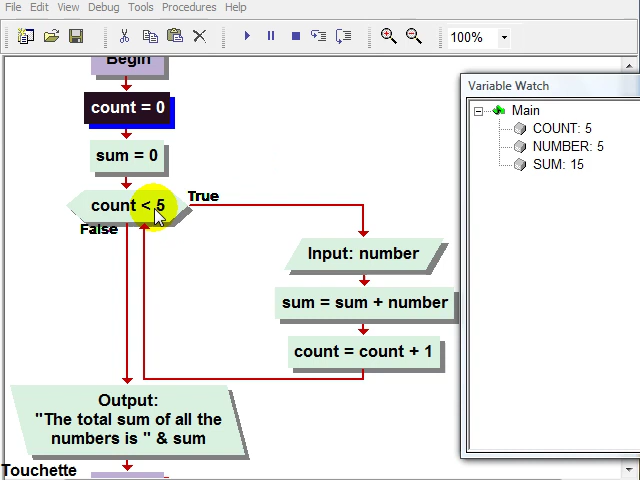 File Edit View Debug Tools Procedures Help
100%
Begin
count = 0
sum = 0
count < 5
True
False
Input: number
sum = sum + number
count = count + 1
Output:
"The total sum of all the
numbers is " & sum
Touchette
Variable Watch
Main
COUNT: 5
NUMBER: 5
SUM: 15